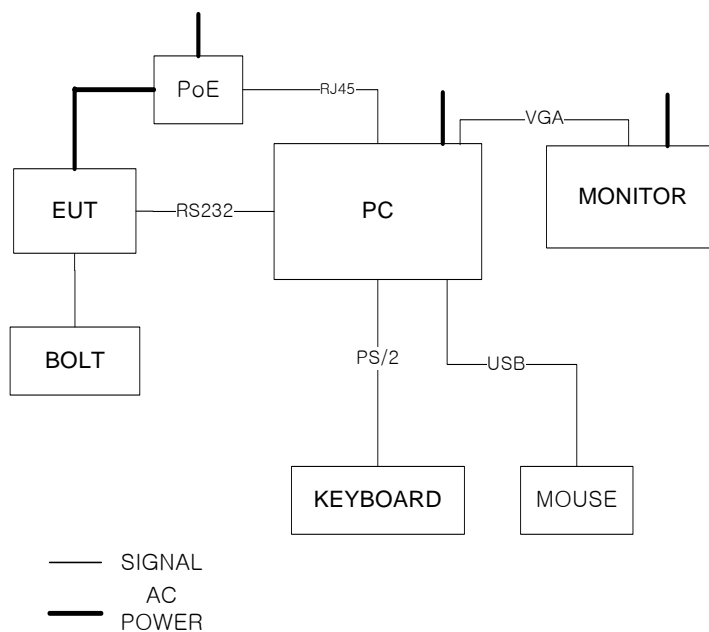 PoE
RJ45
VGA
EUT
RS232
PC
MONITOR
BOLT
PS/2
USB
KEYBOARD
MOUSE
SIGNAL
AC
POWER